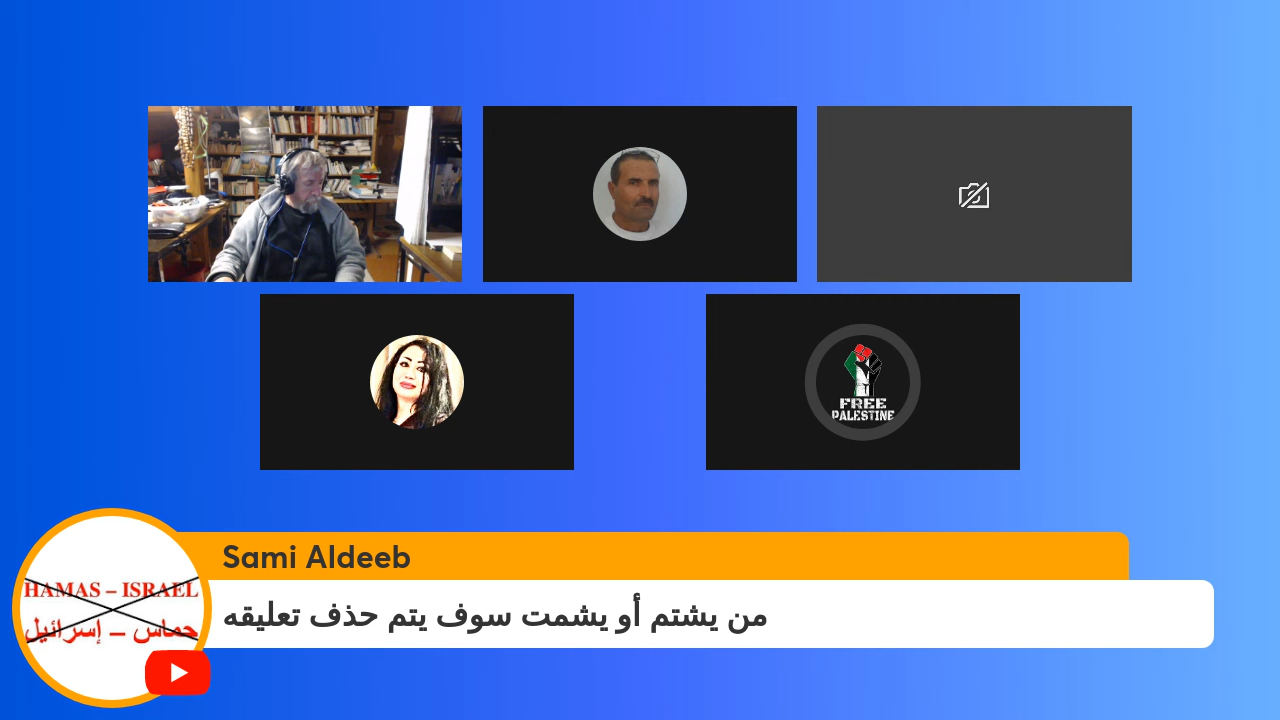 FREE
PALESTINE
Sami Aldeeb
من يشتم أو يشمت سوف يتم حذف تعليقه
HAMAS – ISRAEL
حماس – إسرائيل